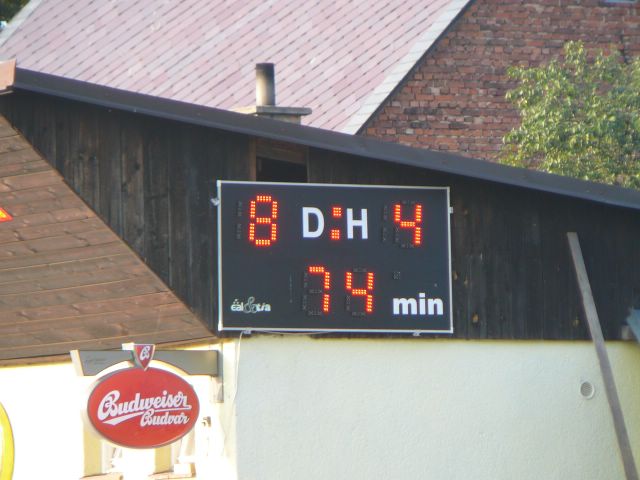 8 D:H 4
74 min
Budweiser
Budvar